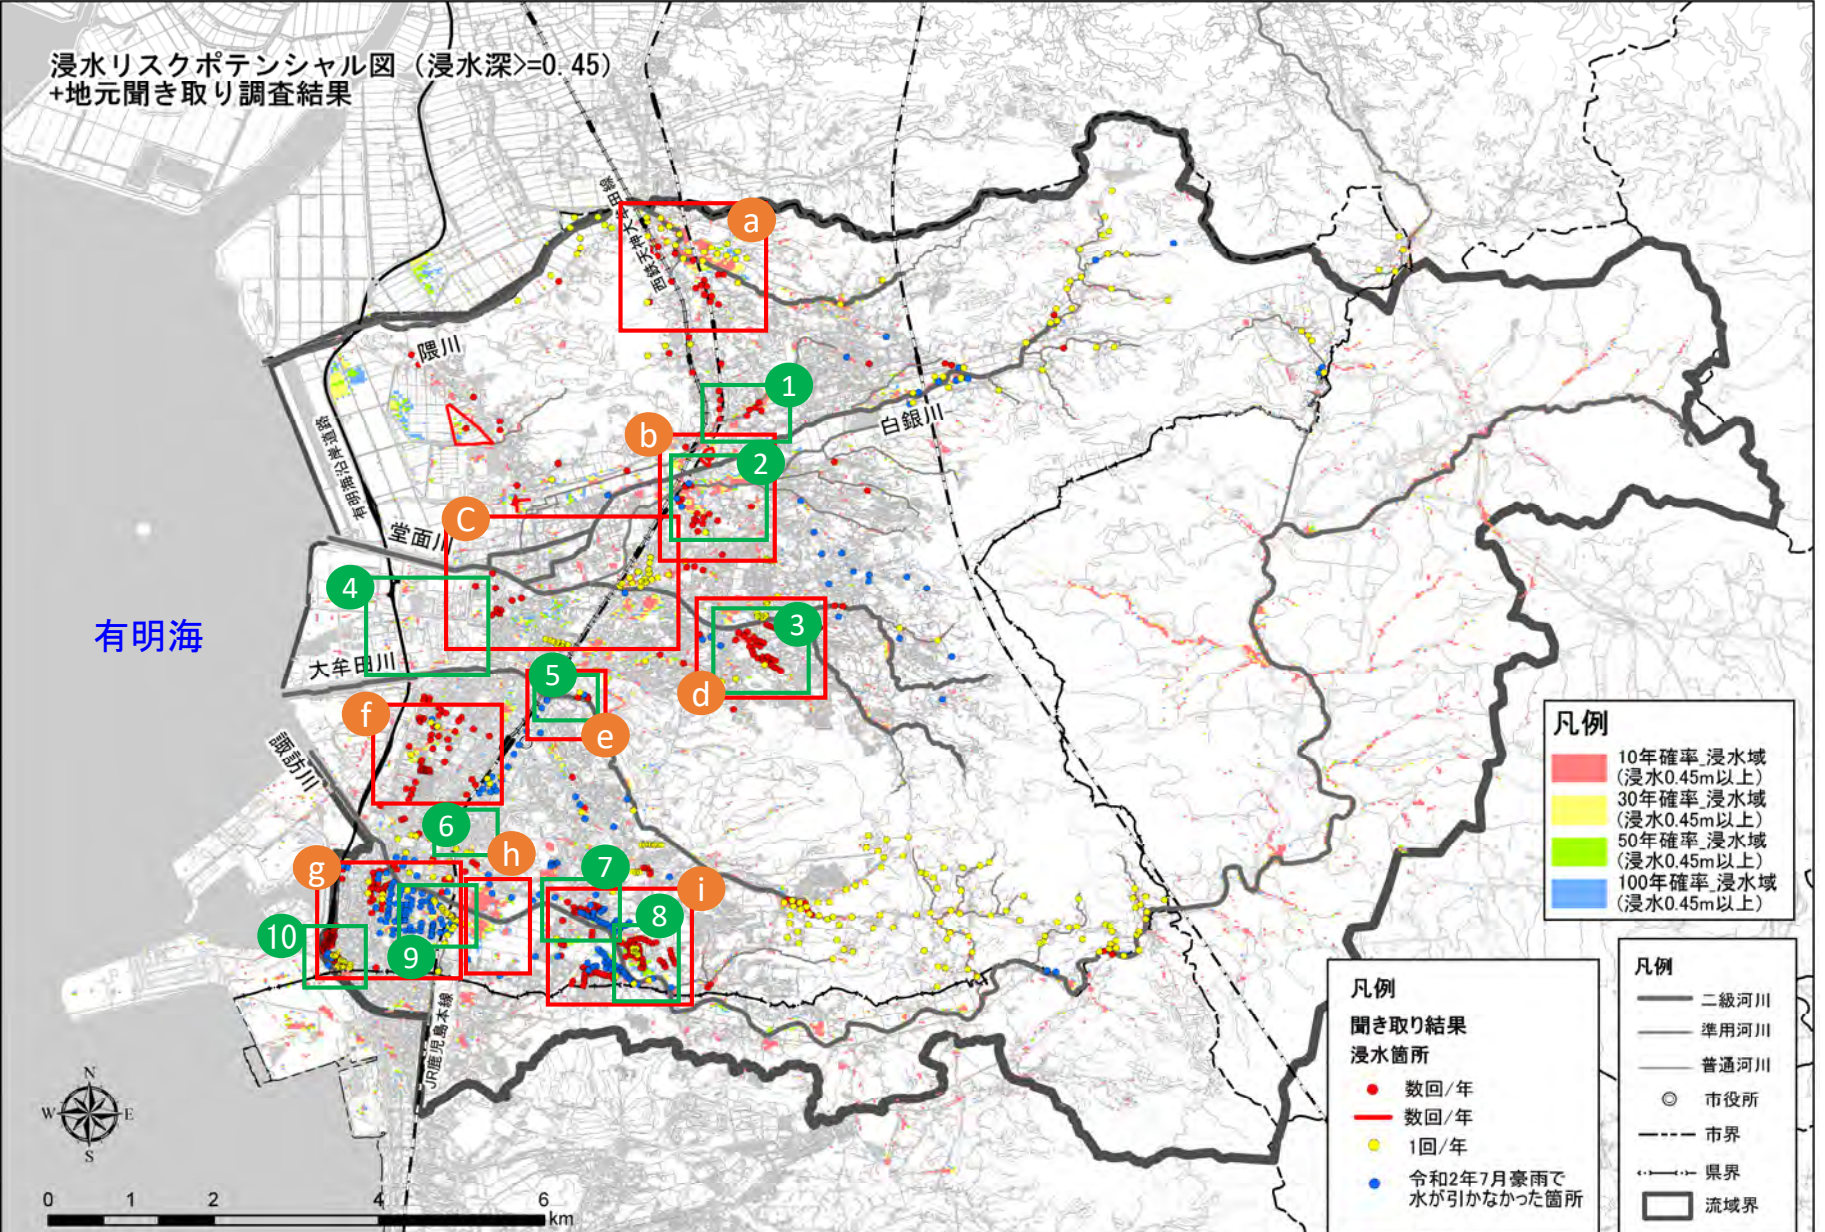 浸水リスクポテンシャル図（浸水深>=0.45）
+地元聞き取り調査結果
西鉄天神大牟田線
a
隈川
1
白銀川
b
2
有明海沿岸道路
C
堂面川
4
3
有明海
大牟田川
5
d
f
e
諏訪川
6
h
g
7
i
8
10
9
JR鹿児島本線
N
W
E
S
0
1
2
4
6
km
凡例
10年確率_浸水域
(浸水0.45m以上)
30年確率_浸水域
(浸水0.45m以上)
50年確率_浸水域
(浸水0.45m以上)
100年確率_浸水域
(浸水0.45m以上)
凡例
聞き取り結果
浸水箇所
数回/年
数回/年
1回/年
令和2年7月豪雨で
水が引かなかった箇所
凡例
二級河川
準用河川
普通河川
市役所
市界
県界
流域界